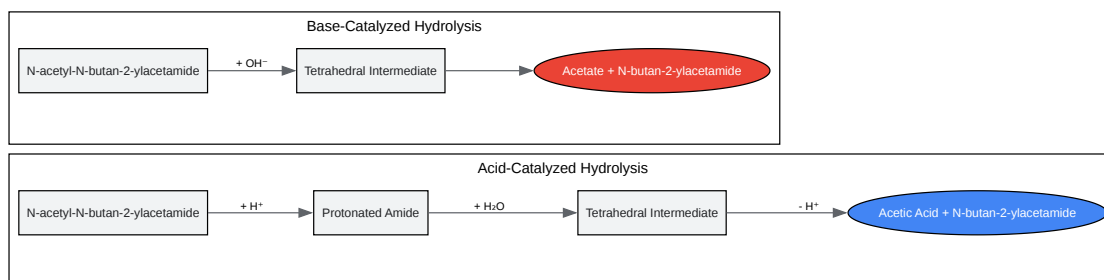 Base-Catalyzed Hydrolysis
N-acetyl-N-butan-2-ylacetamide
+ OH⁻
Tetrahedral Intermediate
Acetate + N-butan-2-ylacetamide
Acid-Catalyzed Hydrolysis
N-acetyl-N-butan-2-ylacetamide
+ H⁺
Protonated Amide
+ H₂O
Tetrahedral Intermediate
- H⁺
Acetic Acid + N-butan-2-ylacetamide